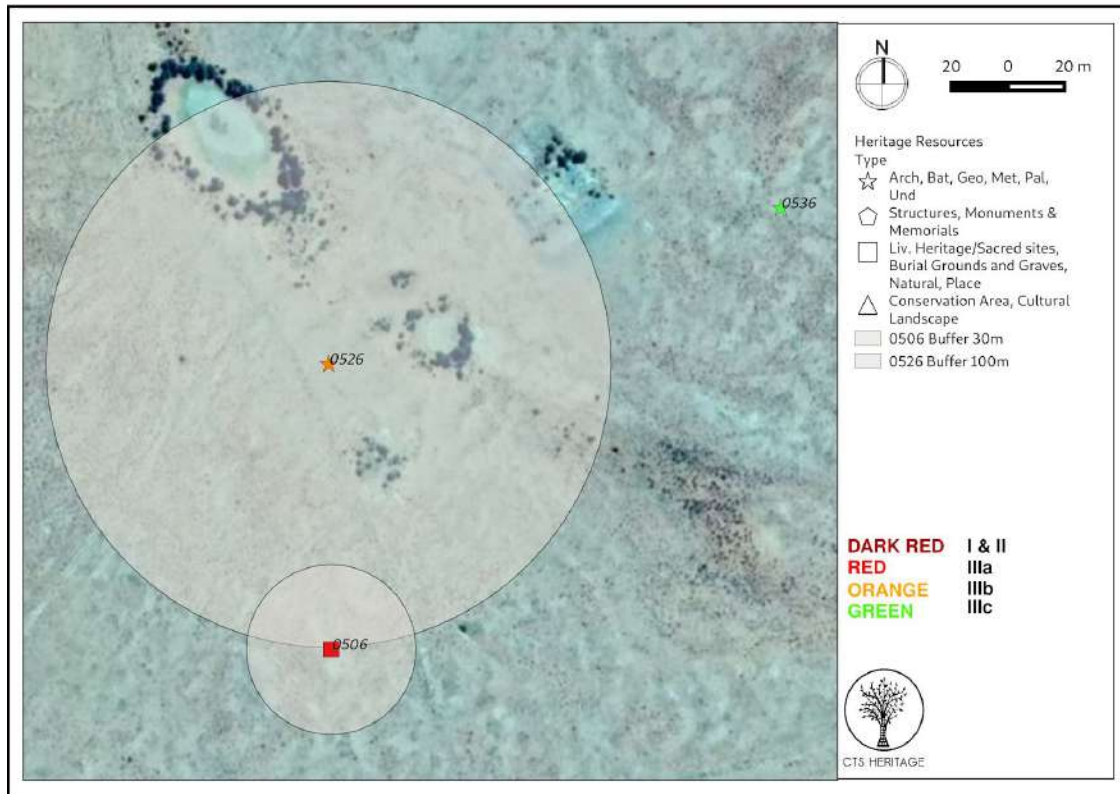 0536
0526
0506
N
20 0 20 m
Heritage Resources
Type
Arch, Bat, Geo, Met, Pal,
Und
Structures, Monuments &
Memorials
Liv. Heritage/Sacred sites,
Burial Grounds and Graves,
Natural, Place
Conservation Area, Cultural
Landscape
0506 Buffer 30m
0526 Buffer 100m
DARK RED I & II
RED IIIa
ORANGE IIIb
GREEN IIIc
CTS HERITAGE